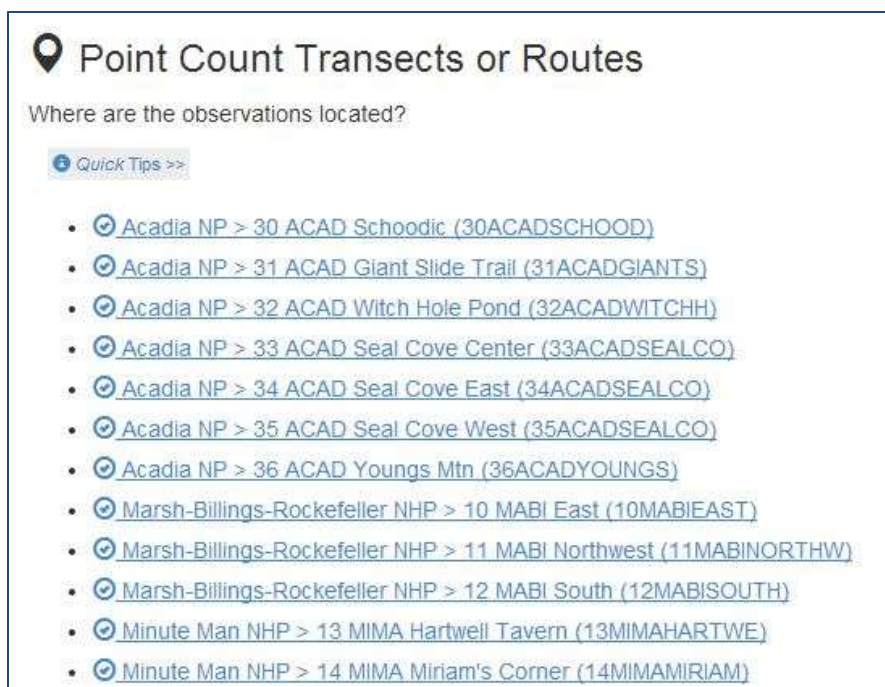 Point Count Transects or Routes
Where are the observations located?
Quick Tips >>
Acadia NP > 30 ACAD Schoodic (30ACADSCHOOD)
Acadia NP > 31 ACAD Giant Slide Trail (31ACADGIANTS)
Acadia NP > 32 ACAD Witch Hole Pond (32ACADWITCHH)
Acadia NP > 33 ACAD Seal Cove Center (33ACADSEALCO)
Acadia NP > 34 ACAD Seal Cove East (34ACADSEALCO)
Acadia NP > 35 ACAD Seal Cove West (35ACADSEALCO)
Acadia NP > 36 ACAD Youngs Mtn (36ACADYOUNGS)
Marsh-Billings-Rockefeller NHP > 10 MABI East (10MABIEAST)
Marsh-Billings-Rockefeller NHP > 11 MABI Northwest (11MABINORTHW)
Marsh-Billings-Rockefeller NHP > 12 MABI South (12MABISOUTH)
Minute Man NHP > 13 MIMA Hartwell Tavern (13MIMAHARTWE)
Minute Man NHP > 14 MIMA Miriam's Corner (14MIMAMIRIAM)